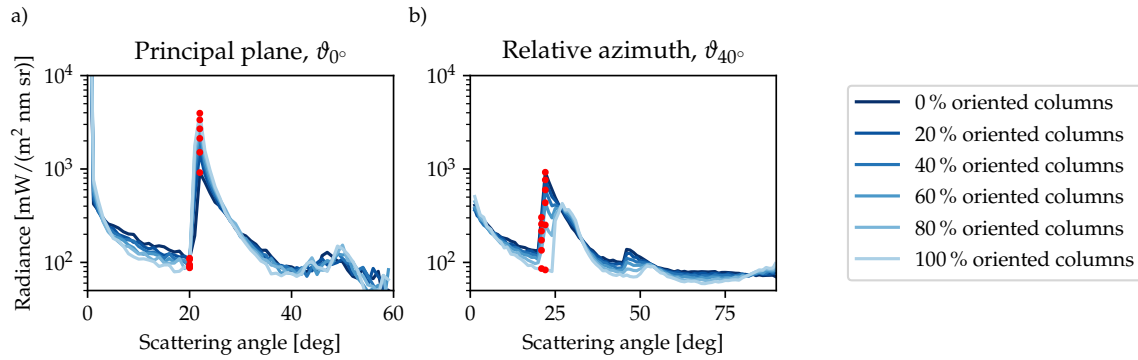 a)
Principal plane, ϑ₀°
Radiance [mW/(m² nm sr)]
10⁴
10³
10²
0
20
40
60
Scattering angle [deg]
b)
Relative azimuth, ϑ₄₀°
10⁴
10³
10²
0
25
50
75
Scattering angle [deg]
0 % oriented columns
20 % oriented columns
40 % oriented columns
60 % oriented columns
80 % oriented columns
100 % oriented columns